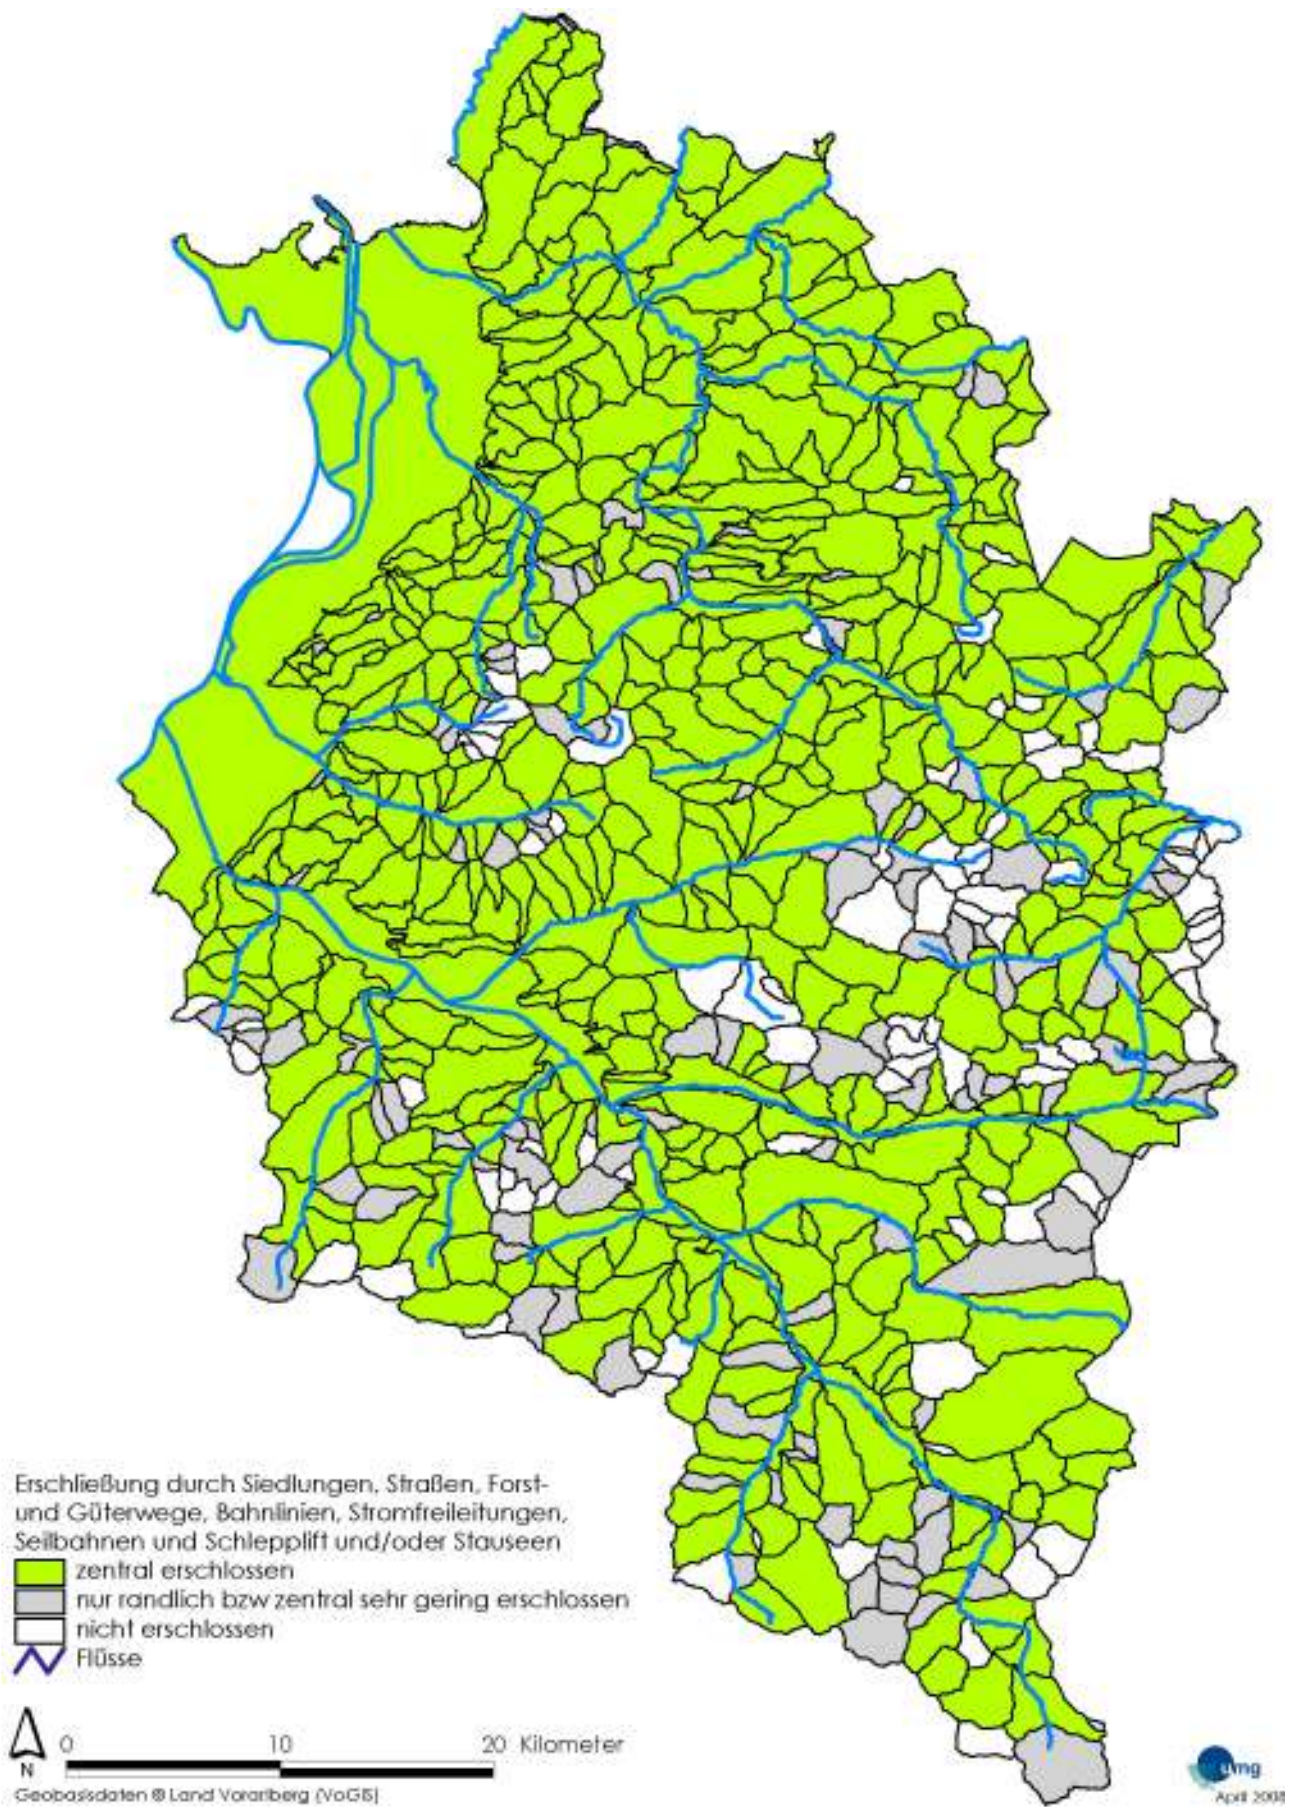 Erschließung durch Siedlungen, Straßen, Forst-
und Güterwege, Bahnlinien, Stromfreileitungen,
Seilbahnen und Schlepplift und/oder Stauseen
zentral erschlossen
nur randlich bzw zentral sehr gering erschlossen
nicht erschlossen
Flüsse
0 10 20 Kilometer
N
Geobasisdaten © Land Vorarlberg (VoGIS)
umg
April 2008